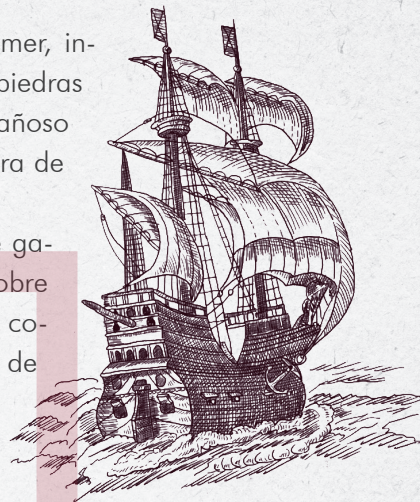 mer, in-
piedras
añoso
ra de
ga-
obre
co-
de